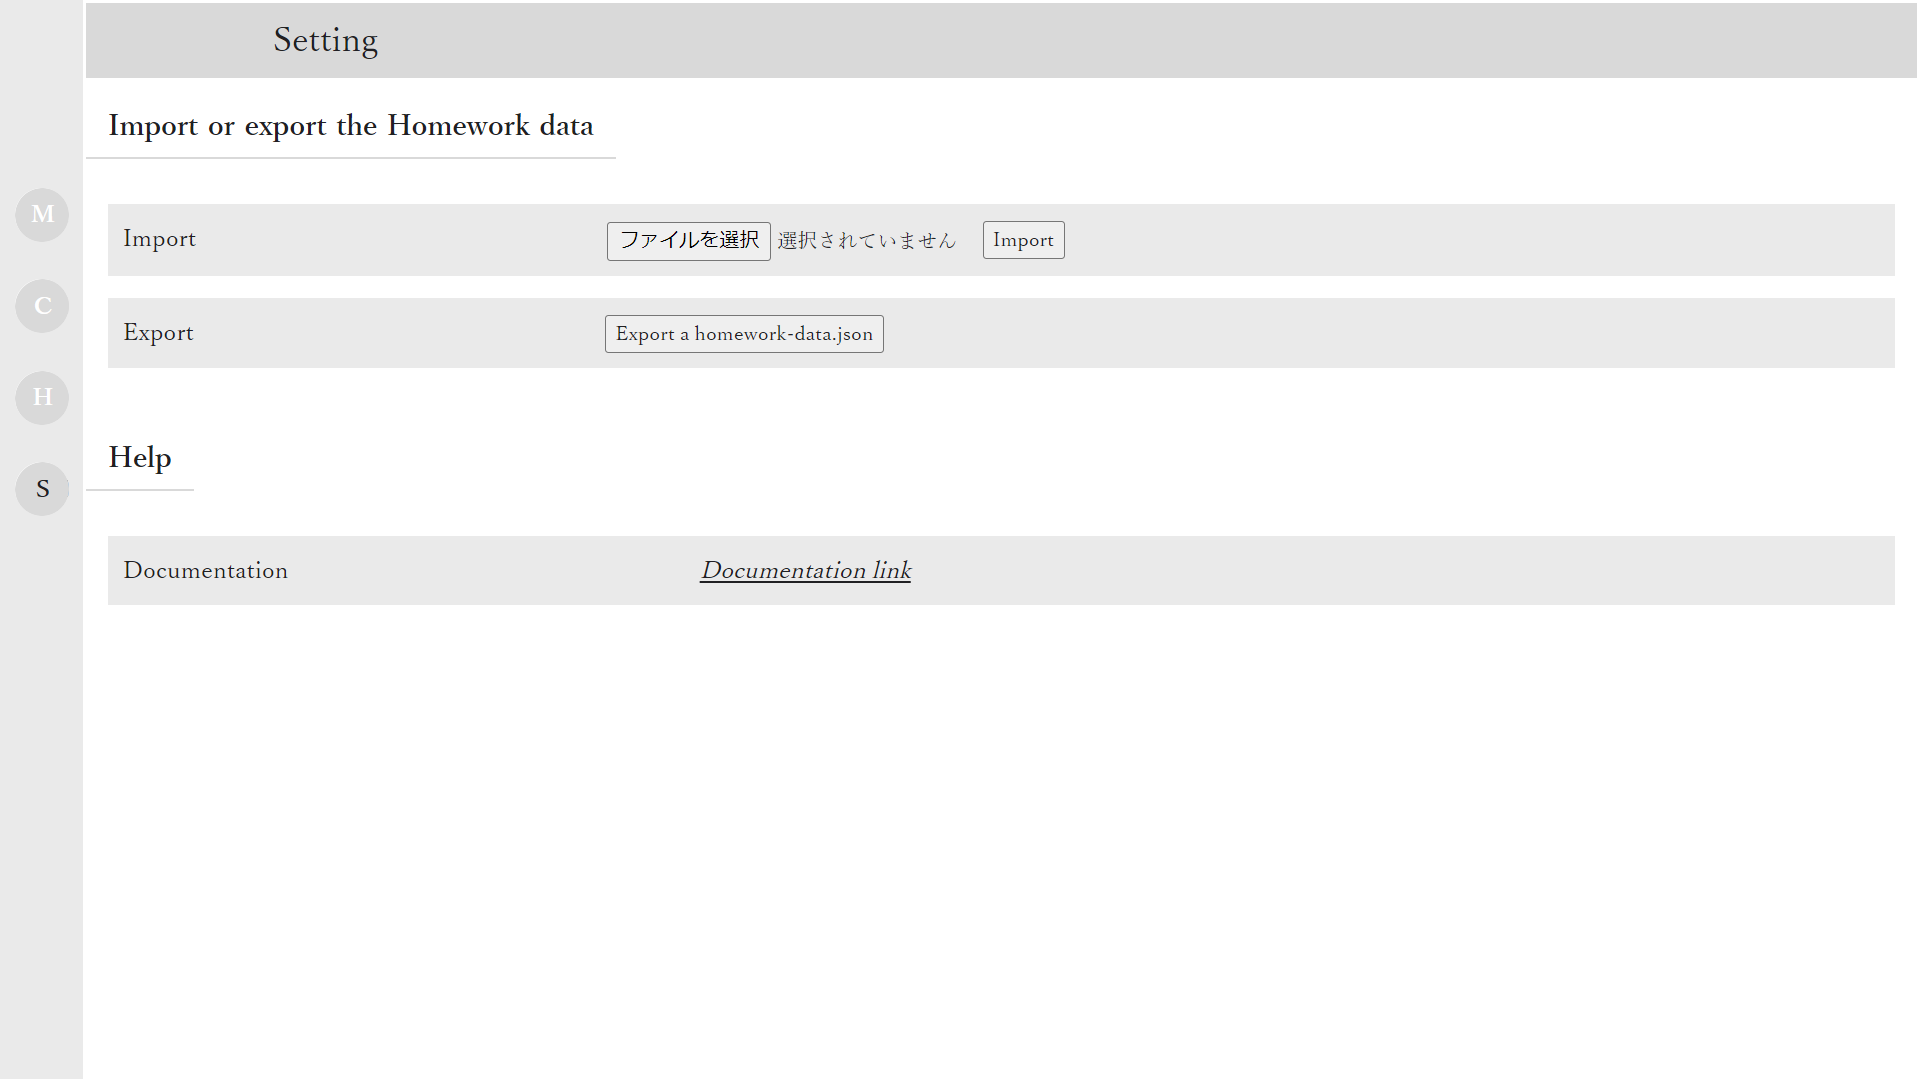 Setting
Import or export the Homework data
M
Import ファイルを選択 選択されていません Import
C
Export Export a homework-data.json
H
Help
S
Documentation Documentation link